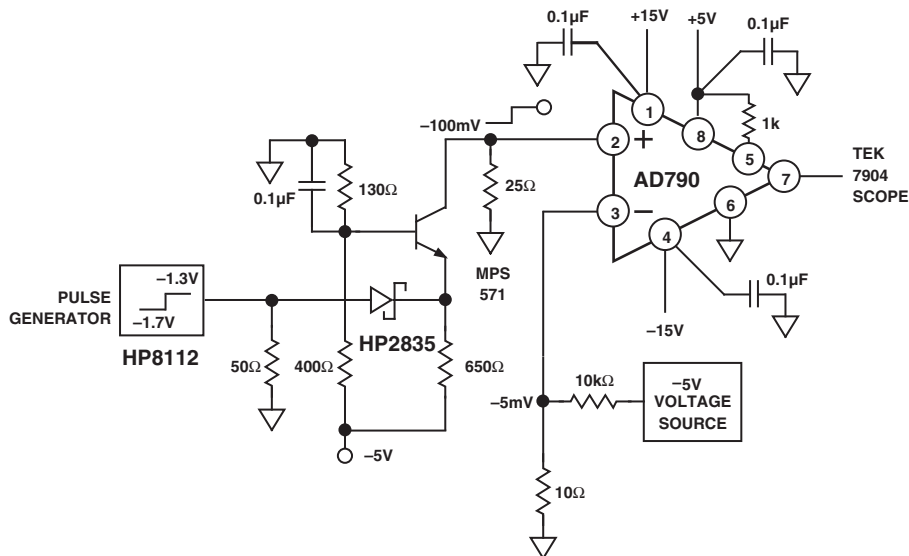 0.1µF
+15V
+5V
0.1µF
–100mV
1
8
1k
2
+
5
TEK
7904
SCOPE
7
AD790
0.1µF
130Ω
25Ω
3
–
6
4
MPS
571
0.1µF
PULSE
GENERATOR
–1.3V
–1.7V
HP8112
HP2835
–15V
50Ω
400Ω
650Ω
10kΩ
–5V
VOLTAGE
SOURCE
–5mV
–5V
10Ω